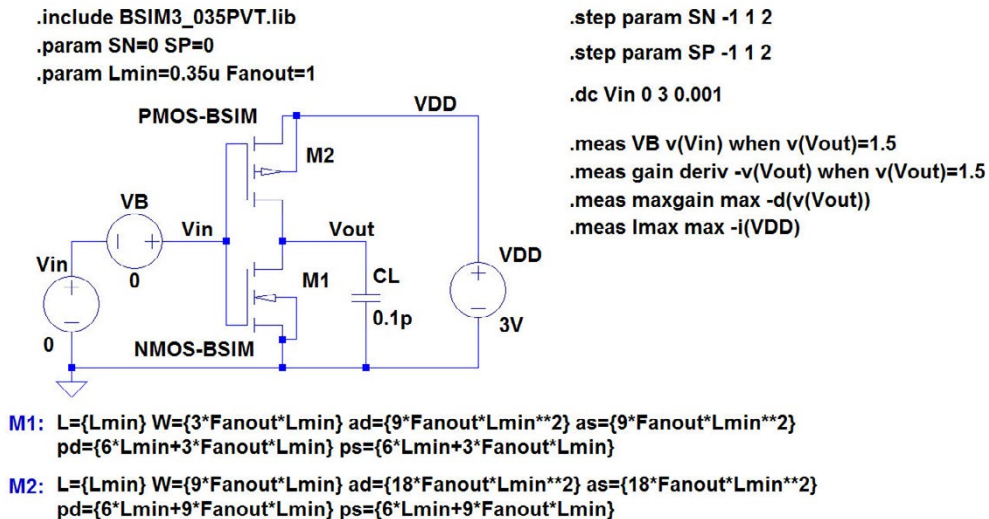 .include BSIM3_035PVT.lib
.param SN=0 SP=0
.param Lmin=0.35u Fanout=1
.step param SN -1 1 2
.step param SP -1 1 2
.dc Vin 0 3 0.001
.meas VB v(Vin) when v(Vout)=1.5
.meas gain deriv -v(Vout) when v(Vout)=1.5
.meas maxgain max -d(v(Vout))
.meas Imax max -i(VDD)
PMOS-BSIM
VDD
M2
VB
Vin
Vout
0
Vin
0
M1
CL
0.1p
VDD
3V
NMOS-BSIM
M1: L={Lmin} W={3*Fanout*Lmin} ad={9*Fanout*Lmin**2} as={9*Fanout*Lmin**2}
pd={6*Lmin+3*Fanout*Lmin} ps={6*Lmin+3*Fanout*Lmin}
M2: L={Lmin} W={9*Fanout*Lmin} ad={18*Fanout*Lmin**2} as={18*Fanout*Lmin**2}
pd={6*Lmin+9*Fanout*Lmin} ps={6*Lmin+9*Fanout*Lmin}